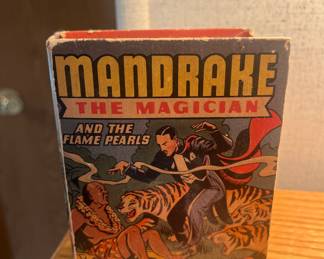 MANDRAKE
THE MAGICIAN
AND THE
FLAME PEARLS